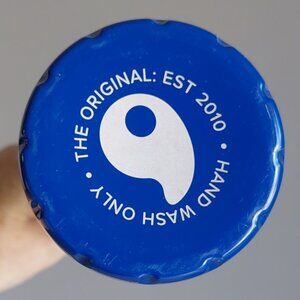 • THE ORIGINAL: EST 2010 • HAND WASH ONLY